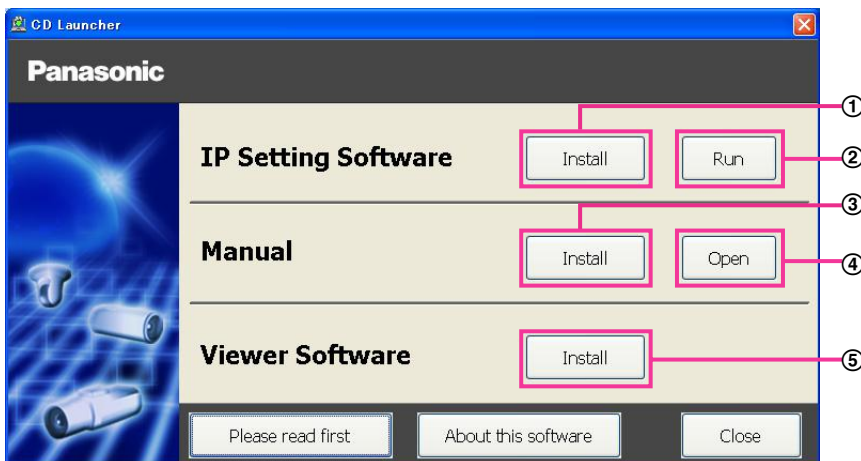 CD Launcher
Panasonic
①
IP Setting Software Install Run ②
③
Manual Install Open ④
Viewer Software Install ⑤
Please read first About this software Close